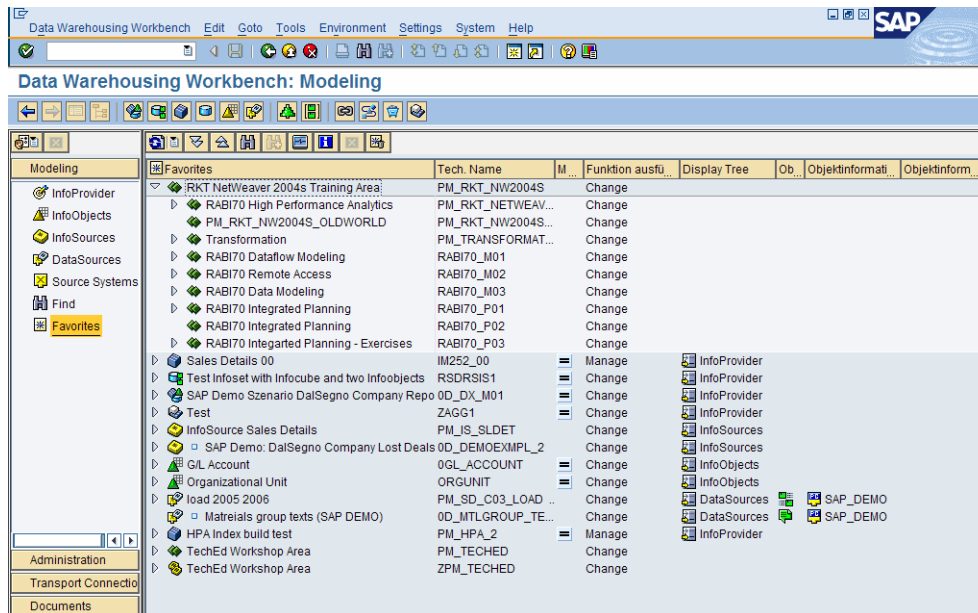 Data Warehousing Workbench Edit Goto Tools Environment Settings System Help
SAP
Data Warehousing Workbench: Modeling
Modeling
InfoProvider
InfoObjects
InfoSources
DataSources
Source Systems
Find
Favorites
Administration
Transport Connectio
Documents
Favorites Tech. Name M... Funktion ausfü... Display Tree Ob... Objektinformati... Objektinform...
RKT NetWeaver 2004s Training Area PM_RKT_NW2004S Change
RABI70 High Performance Analytics PM_RKT_NETWEAV... Change
PM_RKT_NW2004S_OLDWORLD PM_RKT_NW2004S... Change
Transformation PM_TRANSFORMAT... Change
RABI70 Dataflow Modeling RABI70_M01 Change
RABI70 Remote Access RABI70_M02 Change
RABI70 Data Modeling RABI70_M03 Change
RABI70 Integrated Planning RABI70_P01 Change
RABI70 Integrated Planning RABI70_P02 Change
RABI70 Integarted Planning - Exercises RABI70_P03 Change
Sales Details 00 IM252_00 = Manage InfoProvider
Test Infoset with Infocube and two Infoobjects RSDRSIS1 = Change InfoProvider
SAP Demo Szenario DalSegno Company Repo 0D_DX_M01 = Change InfoProvider
Test ZAGG1 = Change InfoProvider
InfoSource Sales Details PM_IS_SLDET Change InfoSources
SAP Demo: DalSegno Company Lost Deals 0D_DEMOEXMPL_2 Change InfoSources
G/L Account 0GL_ACCOUNT = Change InfoObjects
Organizational Unit ORGUNIT = Change InfoObjects
load 2005 2006 PM_SD_C03_LOAD ... Change DataSources SAP_DEMO
Matreials group texts (SAP DEMO) 0D_MTLGROUP_TE... Change DataSources SAP_DEMO
HPA Index build test PM_HPA_2 = Manage InfoProvider
TechEd Workshop Area PM_TECHED Change
TechEd Workshop Area ZPM_TECHED Change